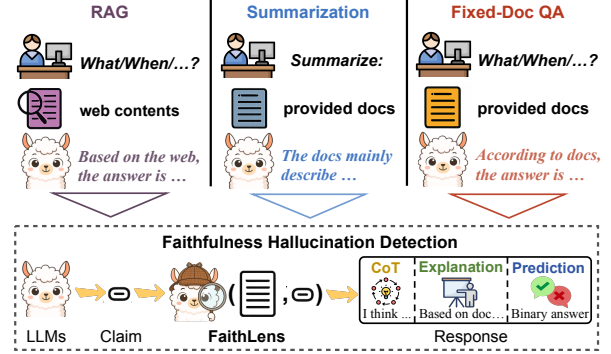 RAG
What/When/…?
web contents
Based on the web,
the answer is …
Summarization
Summarize:
provided docs
The docs mainly
describe …
Fixed-Doc QA
What/When/…?
provided docs
According to docs,
the answer is …
Faithfulness Hallucination Detection
( , )
CoT
I think ...
Explanation
Based on doc…
Prediction
Binary answer
LLMs
Claim
FaithLens
Response